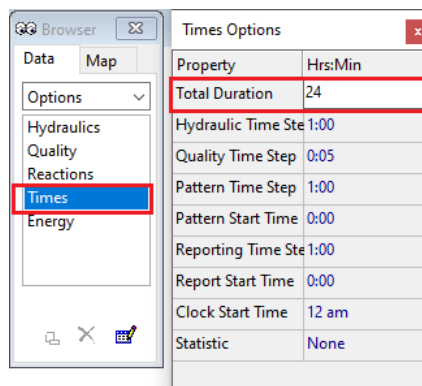 Browser
Data Map
Options
Hydraulics
Quality
Reactions
Times
Energy
Times Options
Property Hrs:Min
Total Duration 24
Hydraulic Time Ste 1:00
Quality Time Step 0:05
Pattern Time Step 1:00
Pattern Start Time 0:00
Reporting Time Ste 1:00
Report Start Time 0:00
Clock Start Time 12 am
Statistic None